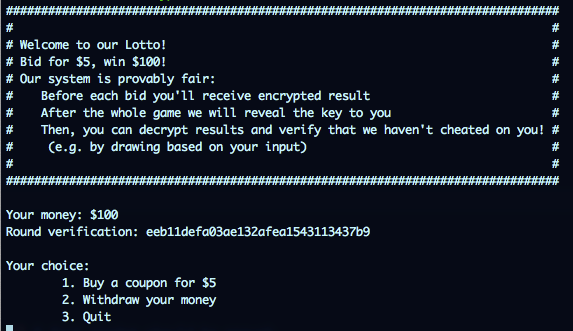 ###############################################################################
# #
# Welcome to our Lotto! #
# Bid for $5, win $100! #
# Our system is provably fair: #
# Before each bid you'll receive encrypted result #
# After the whole game we will reveal the key to you #
# Then, you can decrypt results and verify that we haven't cheated on you! #
# (e.g. by drawing based on your input) #
# #
###############################################################################
Your money: $100
Round verification: eeb11defa03ae132afea1543113437b9
Your choice:
1. Buy a coupon for $5
2. Withdraw your money
3. Quit